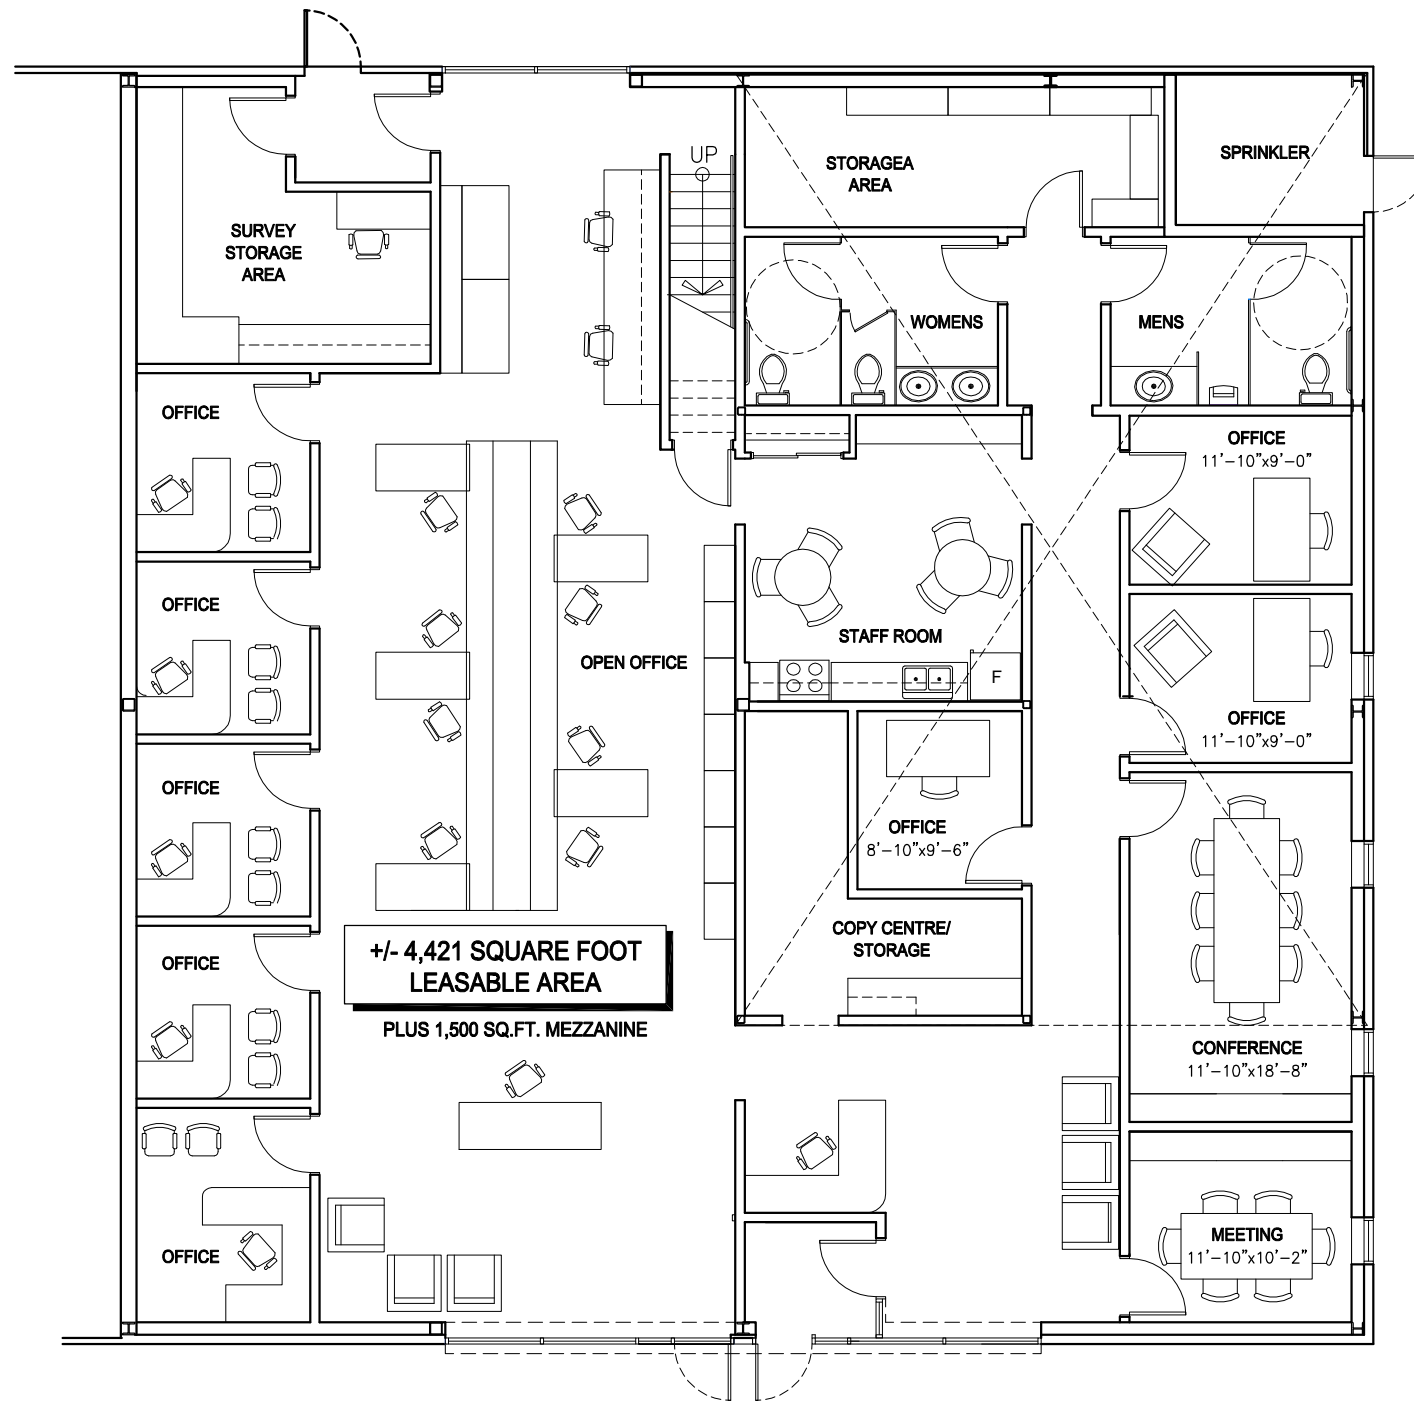 UP
STORAGEA
AREA
SPRINKLER
SURVEY
STORAGE
AREA
WOMENS
MENS
OFFICE
OFFICE
11'-10"x9'-0"
OFFICE
OPEN OFFICE
STAFF ROOM
F
OFFICE
11'-10"x9'-0"
OFFICE
OFFICE
8'-10"x9'-6"
COPY CENTRE/
STORAGE
OFFICE
+/- 4,421 SQUARE FOOT
LEASABLE AREA
PLUS 1,500 SQ.FT. MEZZANINE
CONFERENCE
11'-10"x18'-8"
OFFICE
MEETING
11'-10"x10'-2"